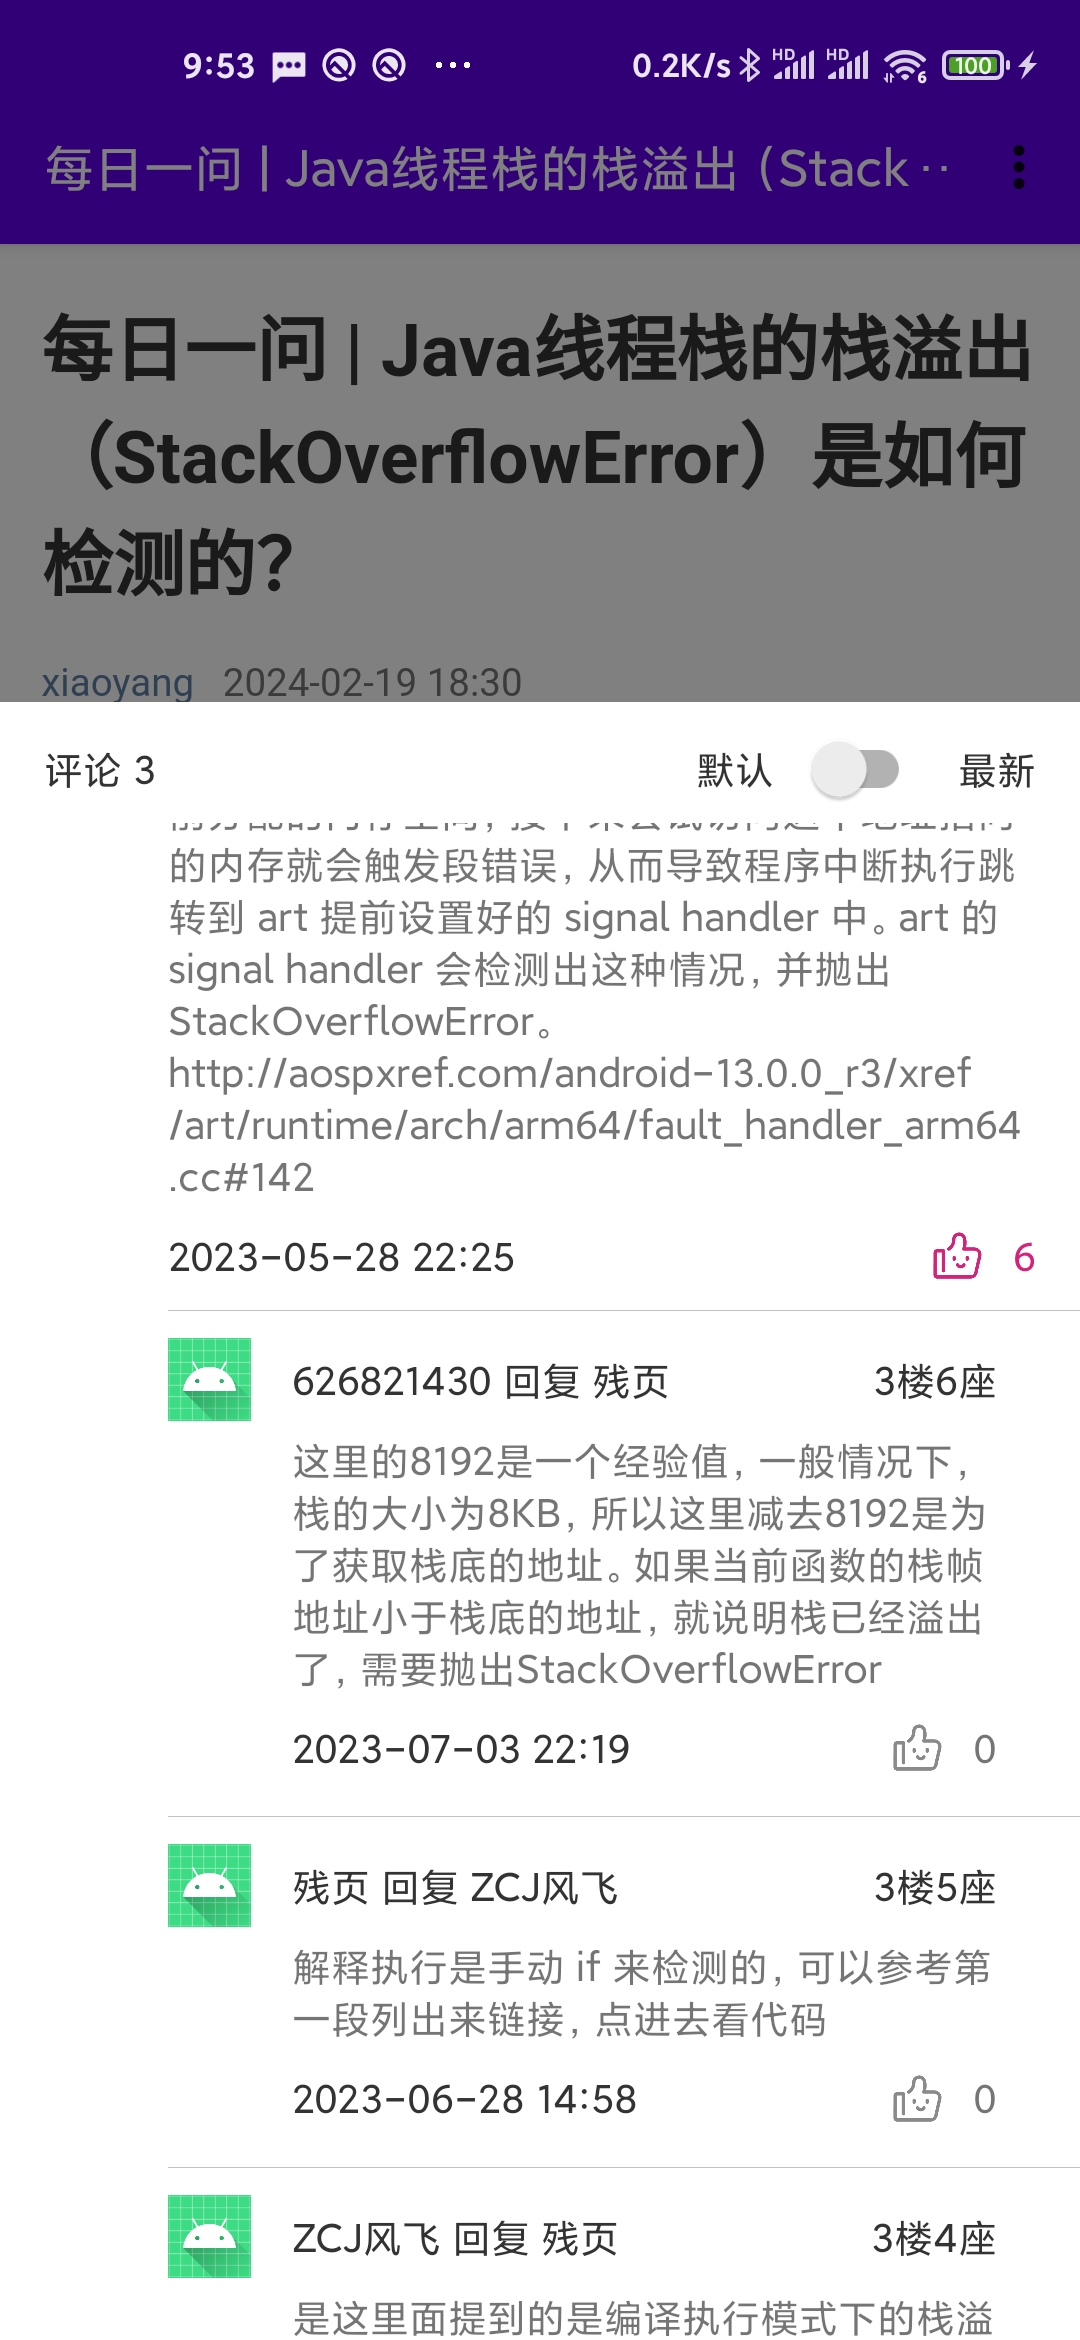 9:53
0.2K/s
HD
HD
6
100
每日一问 | Java线程栈的栈溢出（Stack ··
每日一问 | Java线程栈的栈溢出
（StackOverflowError）是如何
检测的?
xiaoyang 2024-02-19 18:30
评论 3
默认
最新
的内存就会触发段错误，从而导致程序中断执行跳
转到 art 提前设置好的 signal handler 中。art 的
signal handler 会检测出这种情况，并抛出
StackOverflowError。
http://aospxref.com/android-13.0.0_r3/xref
/art/runtime/arch/arm64/fault_handler_arm64
.cc#142
2023-05-28 22:25
6
626821430 回复 残页
3楼6座
这里的8192是一个经验值，一般情况下，
栈的大小为8KB，所以这里减去8192是为
了获取栈底的地址。如果当前函数的栈帧
地址小于栈底的地址，就说明栈已经溢出
了，需要抛出StackOverflowError
2023-07-03 22:19
0
残页 回复 ZCJ风飞
3楼5座
解释执行是手动 if 来检测的，可以参考第
一段列出来链接，点进去看代码
2023-06-28 14:58
0
ZCJ风飞 回复 残页
3楼4座
是这里面提到的是编译执行模式下的栈溢